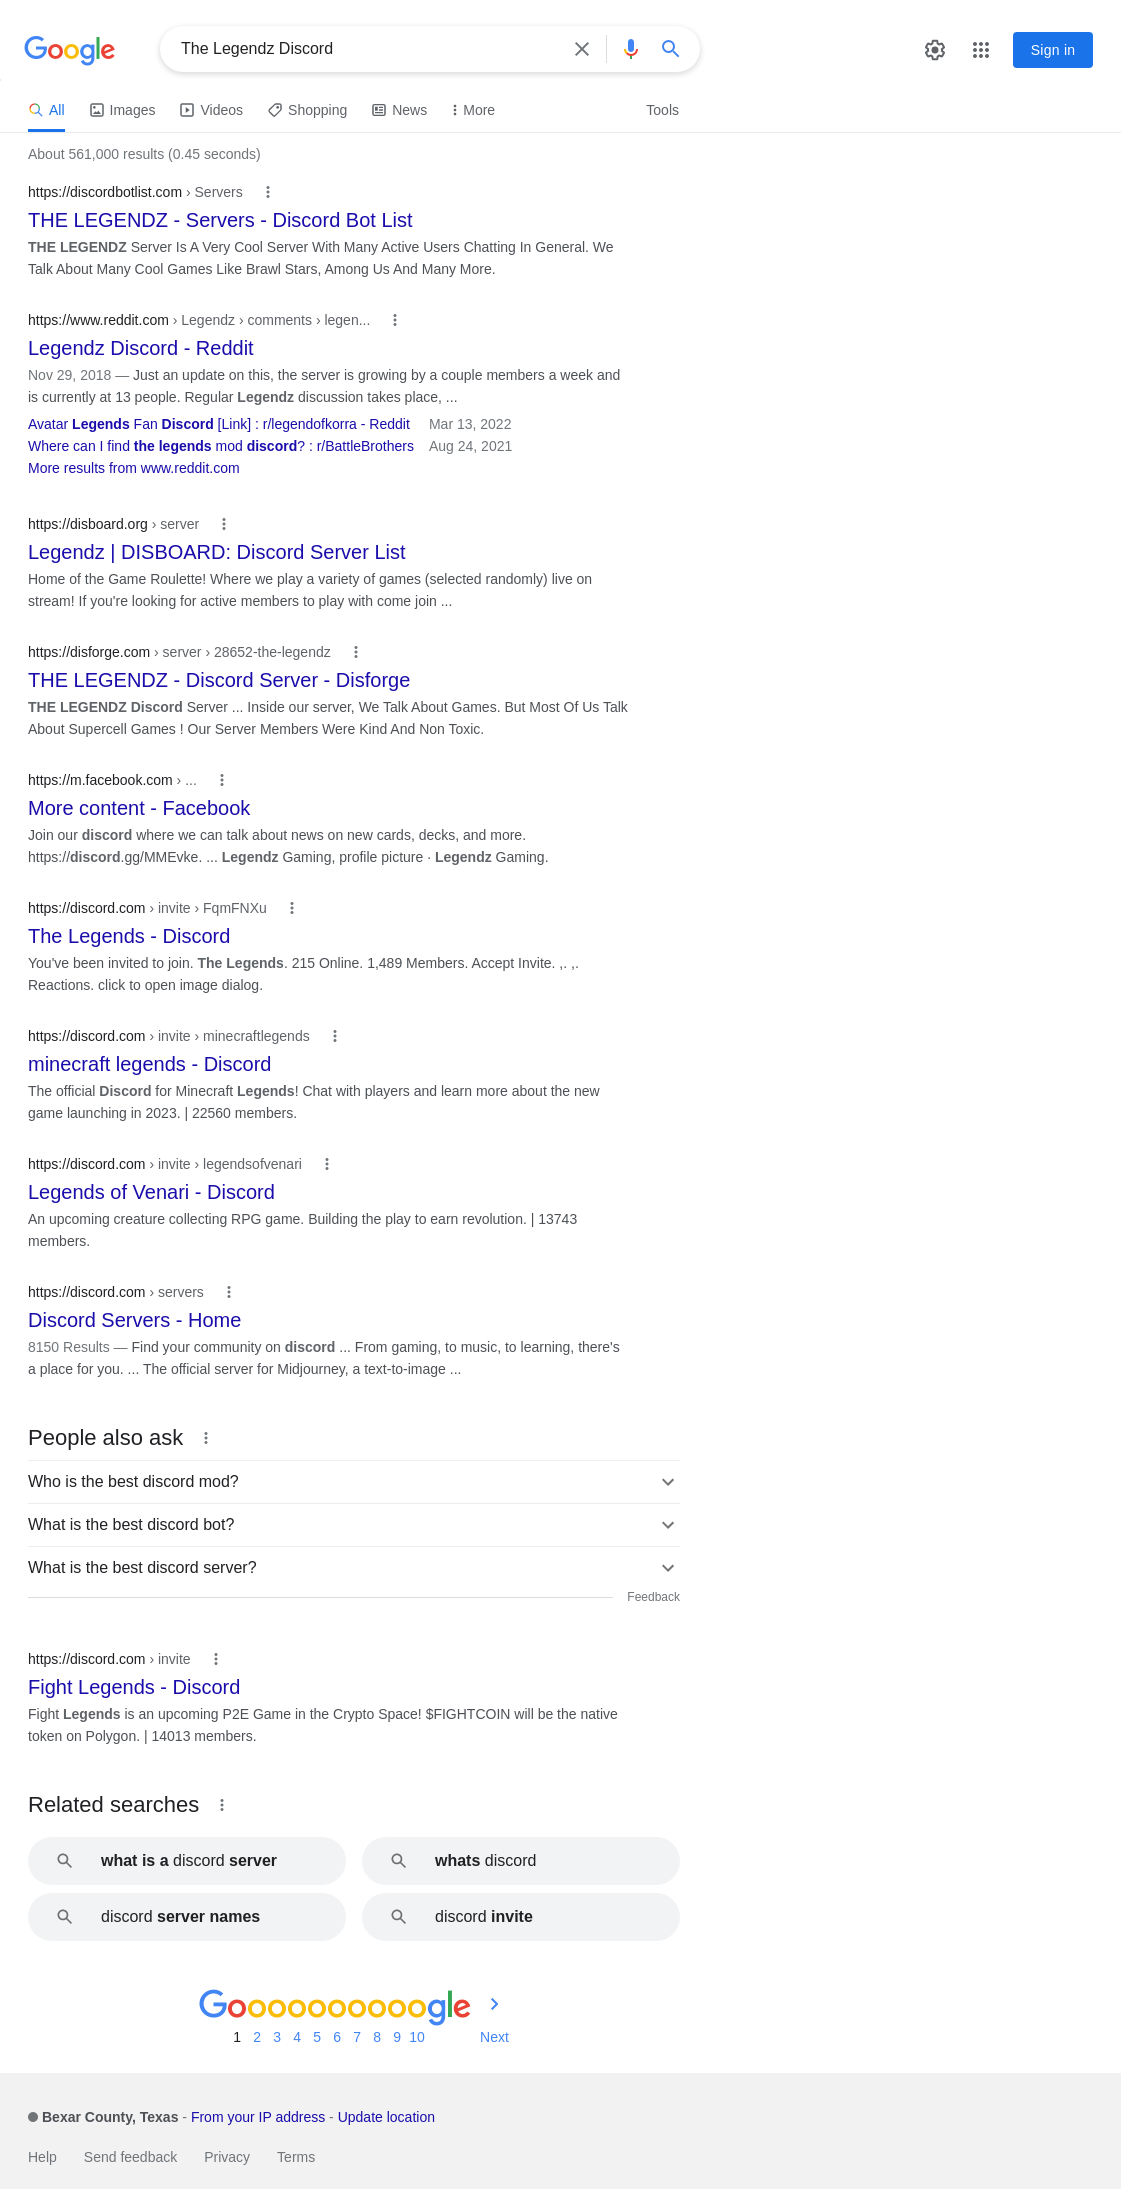 Google
The Legendz Discord
Sign in
All Images Videos Shopping News More Tools
About 561,000 results (0.45 seconds)
https://discordbotlist.com › Servers
THE LEGENDZ - Servers - Discord Bot List
THE LEGENDZ Server Is A Very Cool Server With Many Active Users Chatting In General. We
Talk About Many Cool Games Like Brawl Stars, Among Us And Many More.
https://www.reddit.com › Legendz › comments › legen...
Legendz Discord - Reddit
Nov 29, 2018 — Just an update on this, the server is growing by a couple members a week and
is currently at 13 people. Regular Legendz discussion takes place, ...
Avatar Legends Fan Discord [Link] : r/legendofkorra - Reddit Mar 13, 2022
Where can I find the legends mod discord? : r/BattleBrothers Aug 24, 2021
More results from www.reddit.com
https://disboard.org › server
Legendz | DISBOARD: Discord Server List
Home of the Game Roulette! Where we play a variety of games (selected randomly) live on
stream! If you're looking for active members to play with come join ...
https://disforge.com › server › 28652-the-legendz
THE LEGENDZ - Discord Server - Disforge
THE LEGENDZ Discord Server ... Inside our server, We Talk About Games. But Most Of Us Talk
About Supercell Games ! Our Server Members Were Kind And Non Toxic.
https://m.facebook.com › ...
More content - Facebook
Join our discord where we can talk about news on new cards, decks, and more.
https://discord.gg/MMEvke. ... Legendz Gaming, profile picture · Legendz Gaming.
https://discord.com › invite › FqmFNXu
The Legends - Discord
You've been invited to join. The Legends. 215 Online. 1,489 Members. Accept Invite. ,. ,.
Reactions. click to open image dialog.
https://discord.com › invite › minecraftlegends
minecraft legends - Discord
The official Discord for Minecraft Legends! Chat with players and learn more about the new
game launching in 2023. | 22560 members.
https://discord.com › invite › legendsofvenari
Legends of Venari - Discord
An upcoming creature collecting RPG game. Building the play to earn revolution. | 13743
members.
https://discord.com › servers
Discord Servers - Home
8150 Results — Find your community on discord ... From gaming, to music, to learning, there's
a place for you. ... The official server for Midjourney, a text-to-image ...
People also ask
Who is the best discord mod?
What is the best discord bot?
What is the best discord server?
Feedback
https://discord.com › invite
Fight Legends - Discord
Fight Legends is an upcoming P2E Game in the Crypto Space! $FIGHTCOIN will be the native
token on Polygon. | 14013 members.
Related searches
what is a discord server
whats discord
discord server names
discord invite
Goooooooooogle
1 2 3 4 5 6 7 8 9 10 Next
Bexar County, Texas - From your IP address - Update location
Help Send feedback Privacy Terms